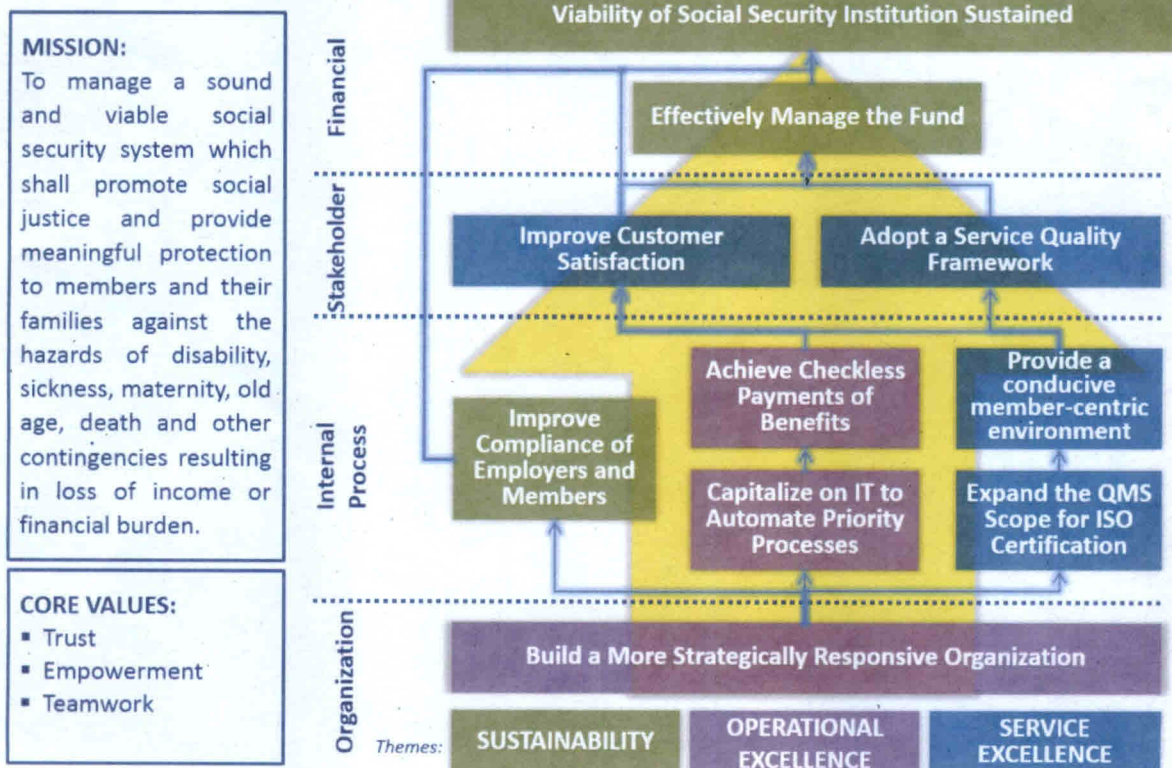 MISSION:
To manage a sound
and viable social
security system which
shall promote social
justice and provide
meaningful protection
to members and their
families against the
hazards of disability,
sickness, maternity, old
age, death and other
contingencies resulting
in loss of income or
financial burden.
CORE VALUES:
▪ Trust
▪ Empowerment
▪ Teamwork
Financial
Viability of Social Security Institution Sustained
Effectively Manage the Fund
Stakeholder
Improve Customer
Satisfaction
Adopt a Service Quality
Framework
Internal
Process
Improve
Compliance of
Employers and
Members
Achieve Checkless
Payments of
Benefits
Provide a
conducive
member-centric
environment
Capitalize on IT to
Automate Priority
Processes
Expand the QMS
Scope for ISO
Certification
Organization
Build a More Strategically Responsive Organization
Themes:
SUSTAINABILITY
OPERATIONAL
EXCELLENCE
SERVICE
EXCELLENCE